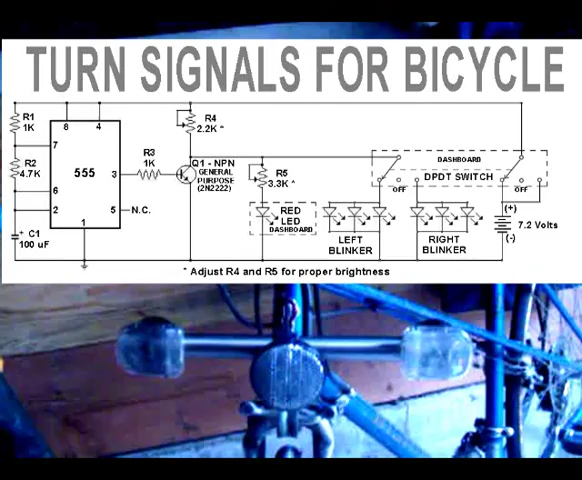 TURN SIGNALS FOR BICYCLE
R1
1K
8
4
R4
2.2K *
7
R2
4.7K
555
R3
1K
3
Q1 - NPN
GENERAL
PURPOSE
(2N2222)
R5
3.3K *
DASHBOARD
DPDT SWITCH
OFF
OFF
6
2
5
N.C.
1
+ C1
100 uF
RED
LED
DASHBOARD
LEFT
BLINKER
RIGHT
BLINKER
(+)
7.2 Volts
(-)
* Adjust R4 and R5 for proper brightness